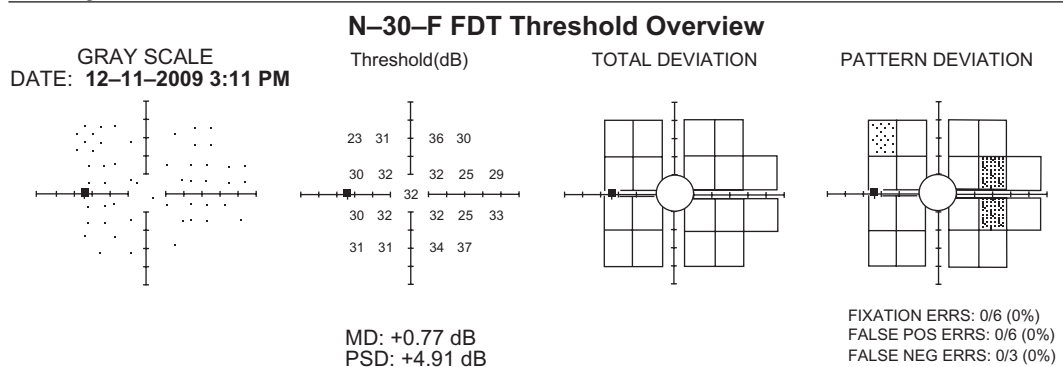 N–30–F FDT Threshold Overview
GRAY SCALE
DATE: 12–11–2009 3:11 PM
Threshold(dB)
TOTAL DEVIATION
PATTERN DEVIATION
23 31 36 30
30 32 32 25 29
32
30 32 32 25 33
31 31 34 37
MD: +0.77 dB
PSD: +4.91 dB
FIXATION ERRS: 0/6 (0%)
FALSE POS ERRS: 0/6 (0%)
FALSE NEG ERRS: 0/3 (0%)